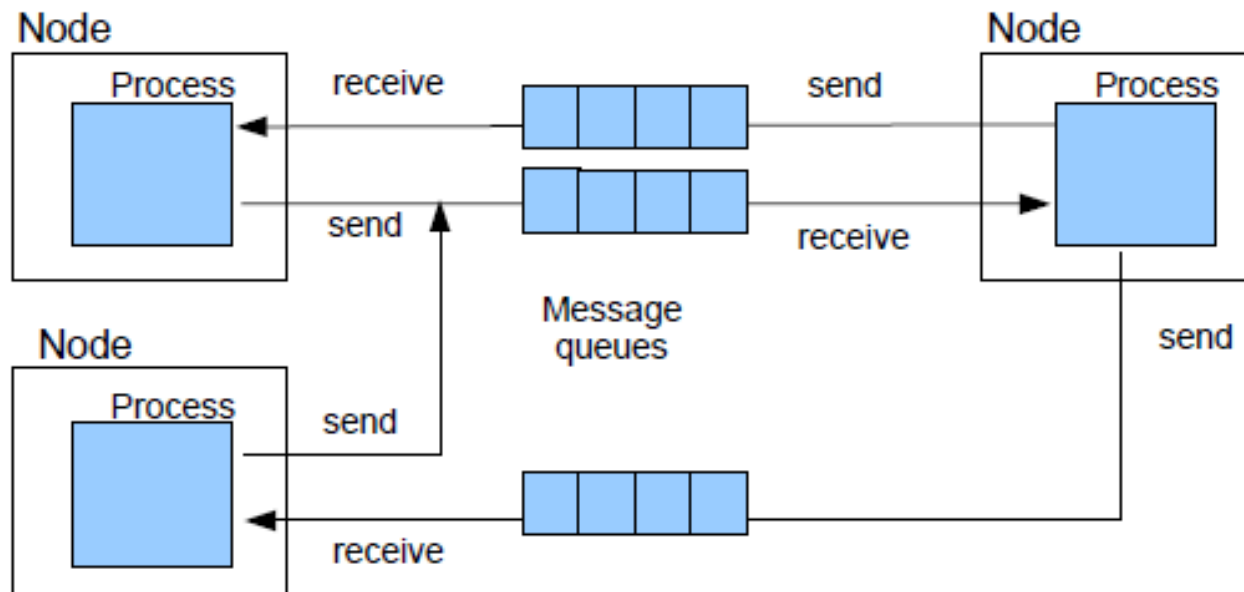 Node
Node
Process
receive
send
Process
send
receive
Message
queues
send
Node
Process
send
receive